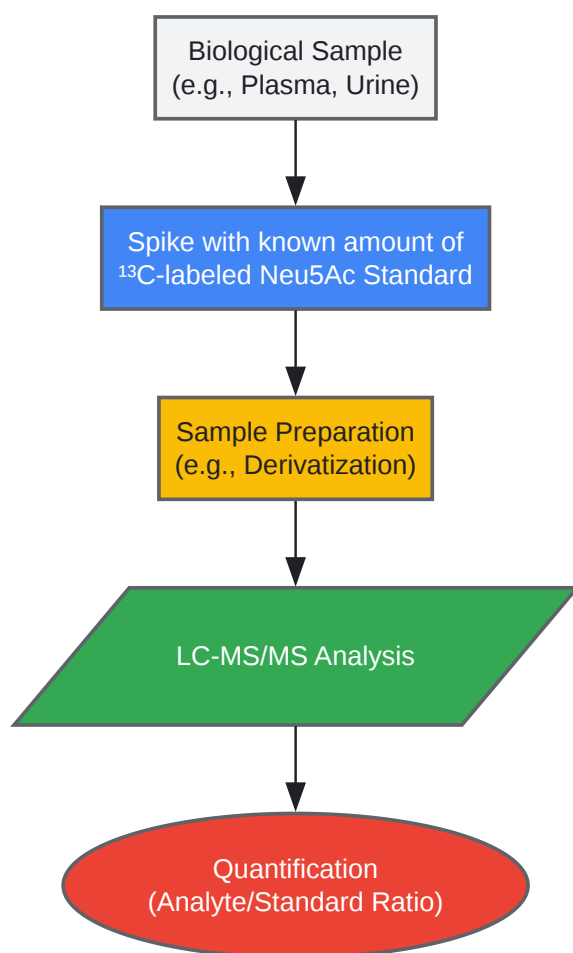 Biological Sample
(e.g., Plasma, Urine)
Spike with known amount of
¹³C-labeled Neu5Ac Standard
Sample Preparation
(e.g., Derivatization)
LC-MS/MS Analysis
Quantification
(Analyte/Standard Ratio)